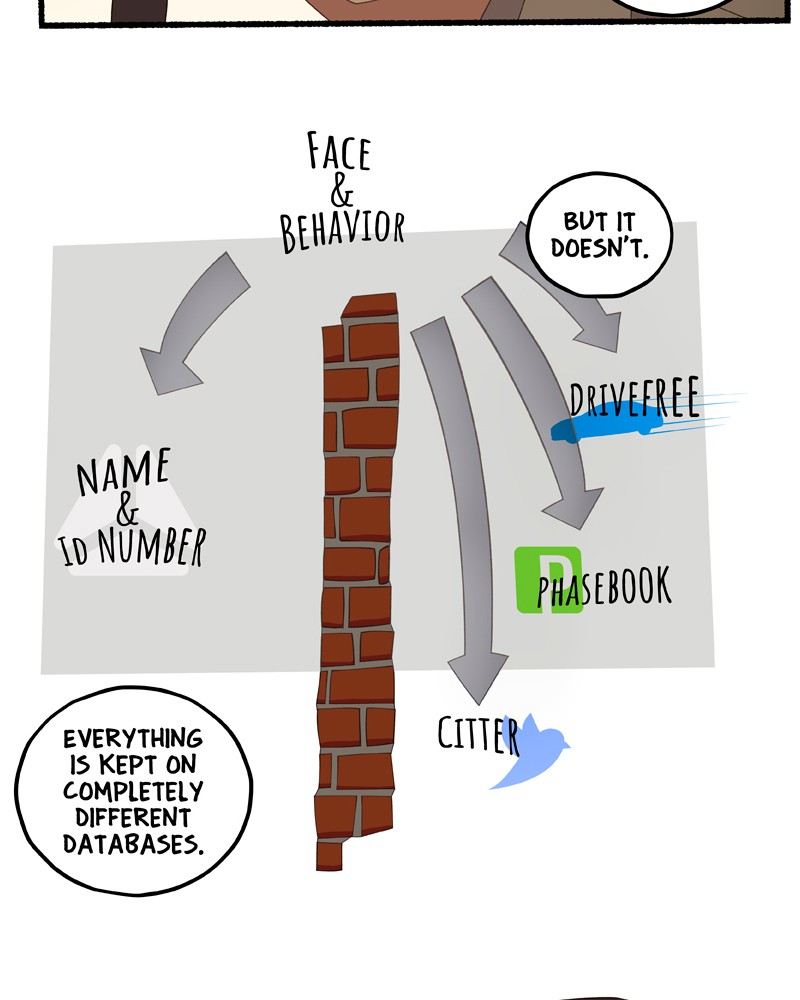 FACE
&
BEHAVIOR
BUT IT
DOESN'T.
DRIVEFREE
NAME
&
ID NUMBER
PHASEBOOK
P
CITTER
EVERYTHING
IS KEPT ON
COMPLETELY
DIFFERENT
DATABASES.